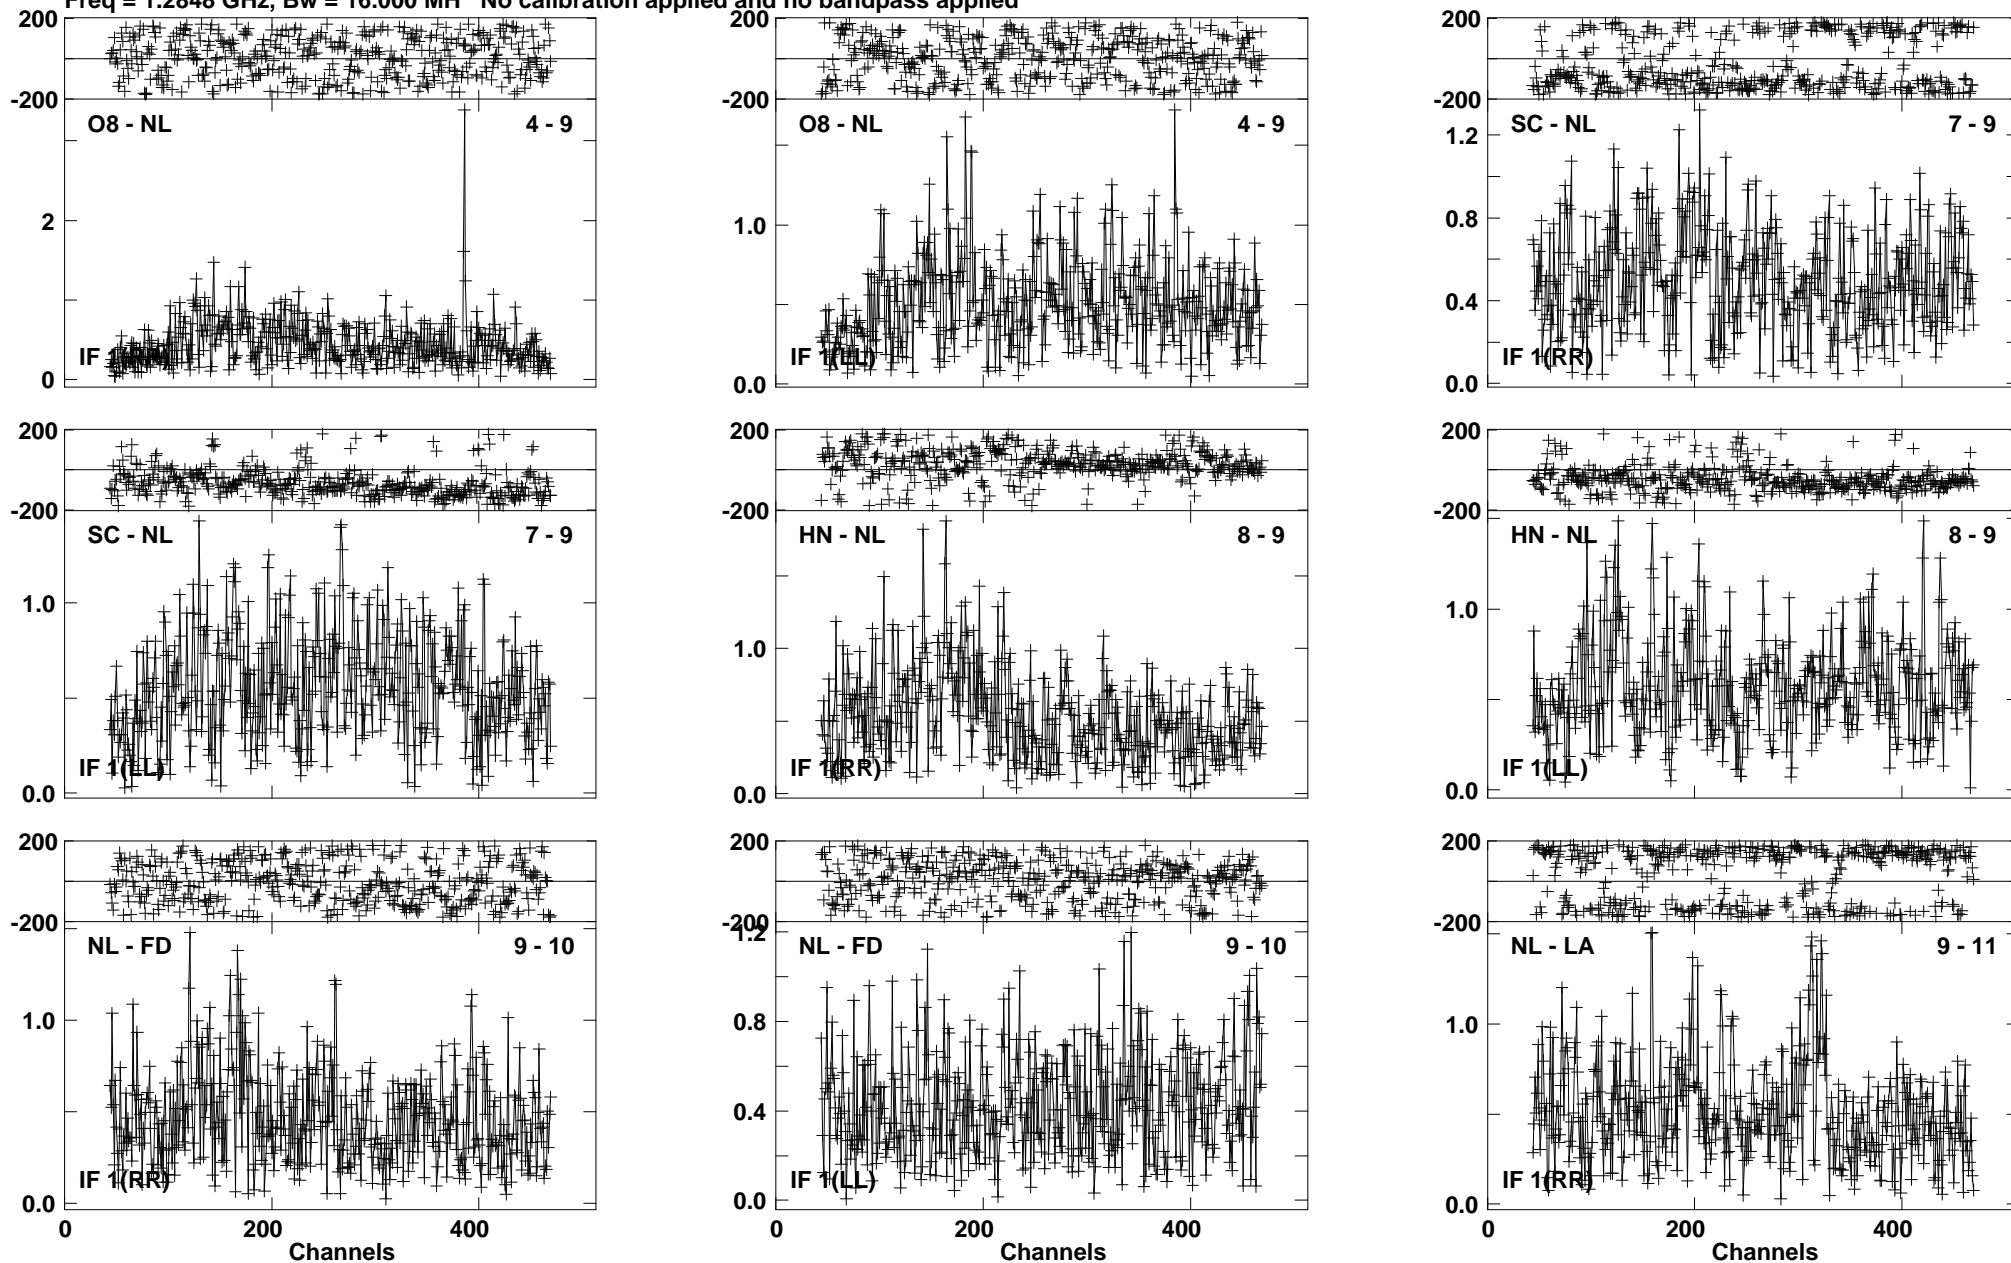 Freq = 1.2848 GHz, Bw = 16.000 MH No calibration applied and no bandpass applied
200
-200
O8 - NL 4 - 9
2
0
IF 1(RR)
200
-200
O8 - NL 4 - 9
1.0
0.0
IF 1(LL)
200
-200
SC - NL 7 - 9
1.2
0.8
0.4
0.0
IF 1(RR)
200
-200
SC - NL 7 - 9
1.0
0.0
IF 1(LL)
200
-200
HN - NL 8 - 9
1.0
0.0
IF 1(RR)
200
-200
HN - NL 8 - 9
1.0
0.0
IF 1(LL)
200
-200
NL - FD 9 - 10
1.0
0.0
IF 1(RR)
0 200 400
Channels
200
-200
1.2
NL - FD 9 - 10
0.8
0.4
0.0
IF 1(LL)
200 400
200
-200
NL - LA 9 - 11
1.0
0.0
IF 1(RR)
0 200 400
Channels